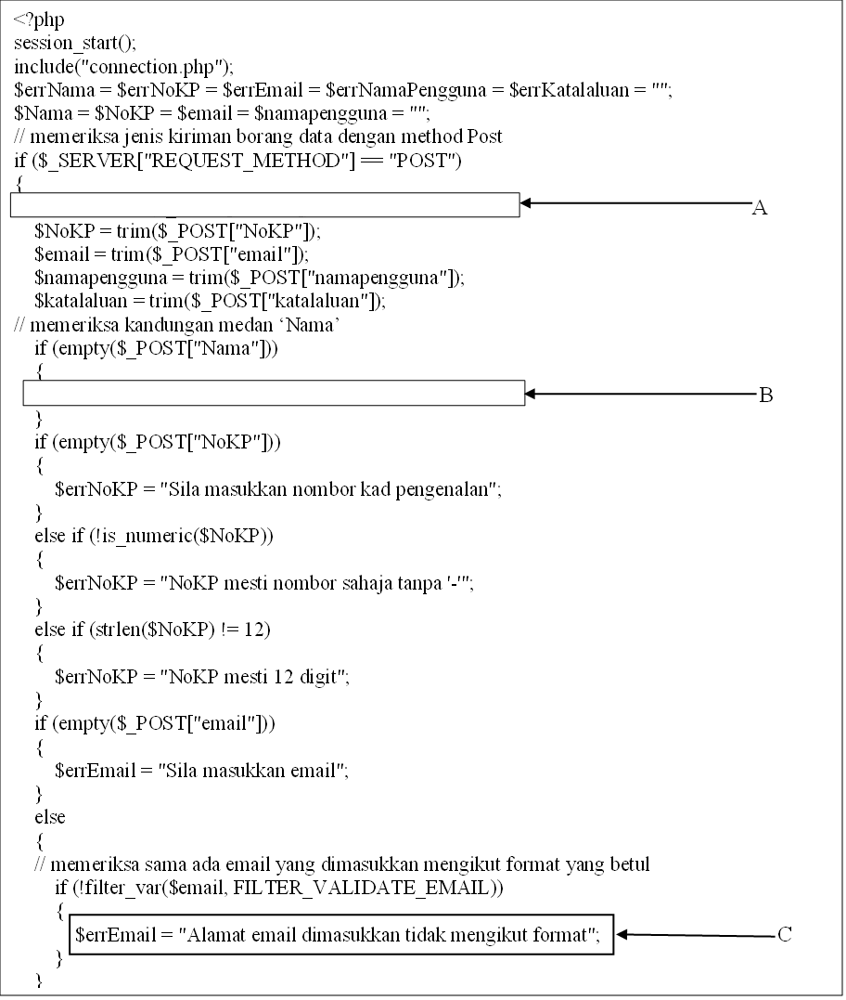 <?php
session_start();
include("connection.php");
$errNama = $errNoKP = $errEmail = $errNamaPengguna = $errKatalaluan = "";
$Nama = $NoKP = $email = $namapengguna = "";
// memeriksa jenis kiriman borang data dengan method Post
if ($_SERVER["REQUEST_METHOD"] == "POST")
{
A
$NoKP = trim($_POST["NoKP"]);
$email = trim($_POST["email"]);
$namapengguna = trim($_POST["namapengguna"]);
$katalaluan = trim($_POST["katalaluan"]);
// memeriksa kandungan medan ‘Nama’
if (empty($_POST["Nama"]))
{
B
}
if (empty($_POST["NoKP"]))
{
$errNoKP = "Sila masukkan nombor kad pengenalan";
}
else if (!is_numeric($NoKP))
{
$errNoKP = "NoKP mesti nombor sahaja tanpa '-'";
}
else if (strlen($NoKP) != 12)
{
$errNoKP = "NoKP mesti 12 digit";
}
if (empty($_POST["email"]))
{
$errEmail = "Sila masukkan email";
}
else
{
// memeriksa sama ada email yang dimasukkan mengikut format yang betul
if (!filter_var($email, FILTER_VALIDATE_EMAIL))
{
$errEmail = "Alamat email dimasukkan tidak mengikut format"; C
}
}